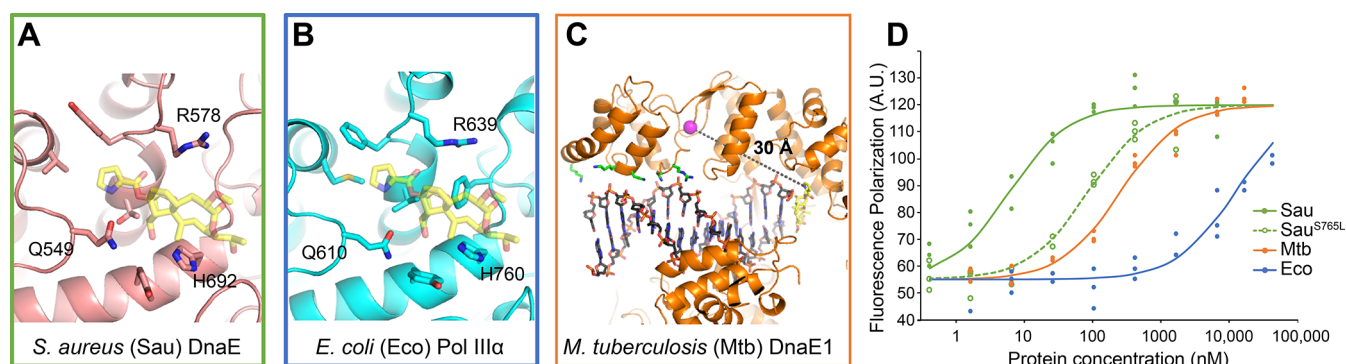 A
R578
Q549
H692
S. aureus (Sau) DnaE
B
R639
Q610
H760
E. coli (Eco) Pol IIIα
C
30 Å
M. tuberculosis (Mtb) DnaE1
D
Fluorescence Polarization (A.U.)
130
120
110
100
90
80
70
60
50
40
1 10 100 1000 10,000 100,000
Protein concentration (nM)
Sau
Sau^S765L
Mtb
Eco